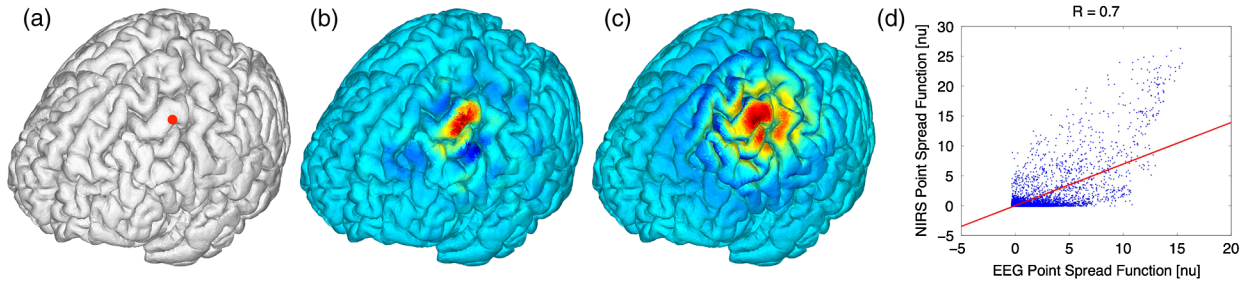 (a)
(b)
(c)
(d)
R = 0.7
NIRS Point Spread Function [nu]
30
25
20
15
10
5
0
−5
−5
0
5
10
15
20
EEG Point Spread Function [nu]